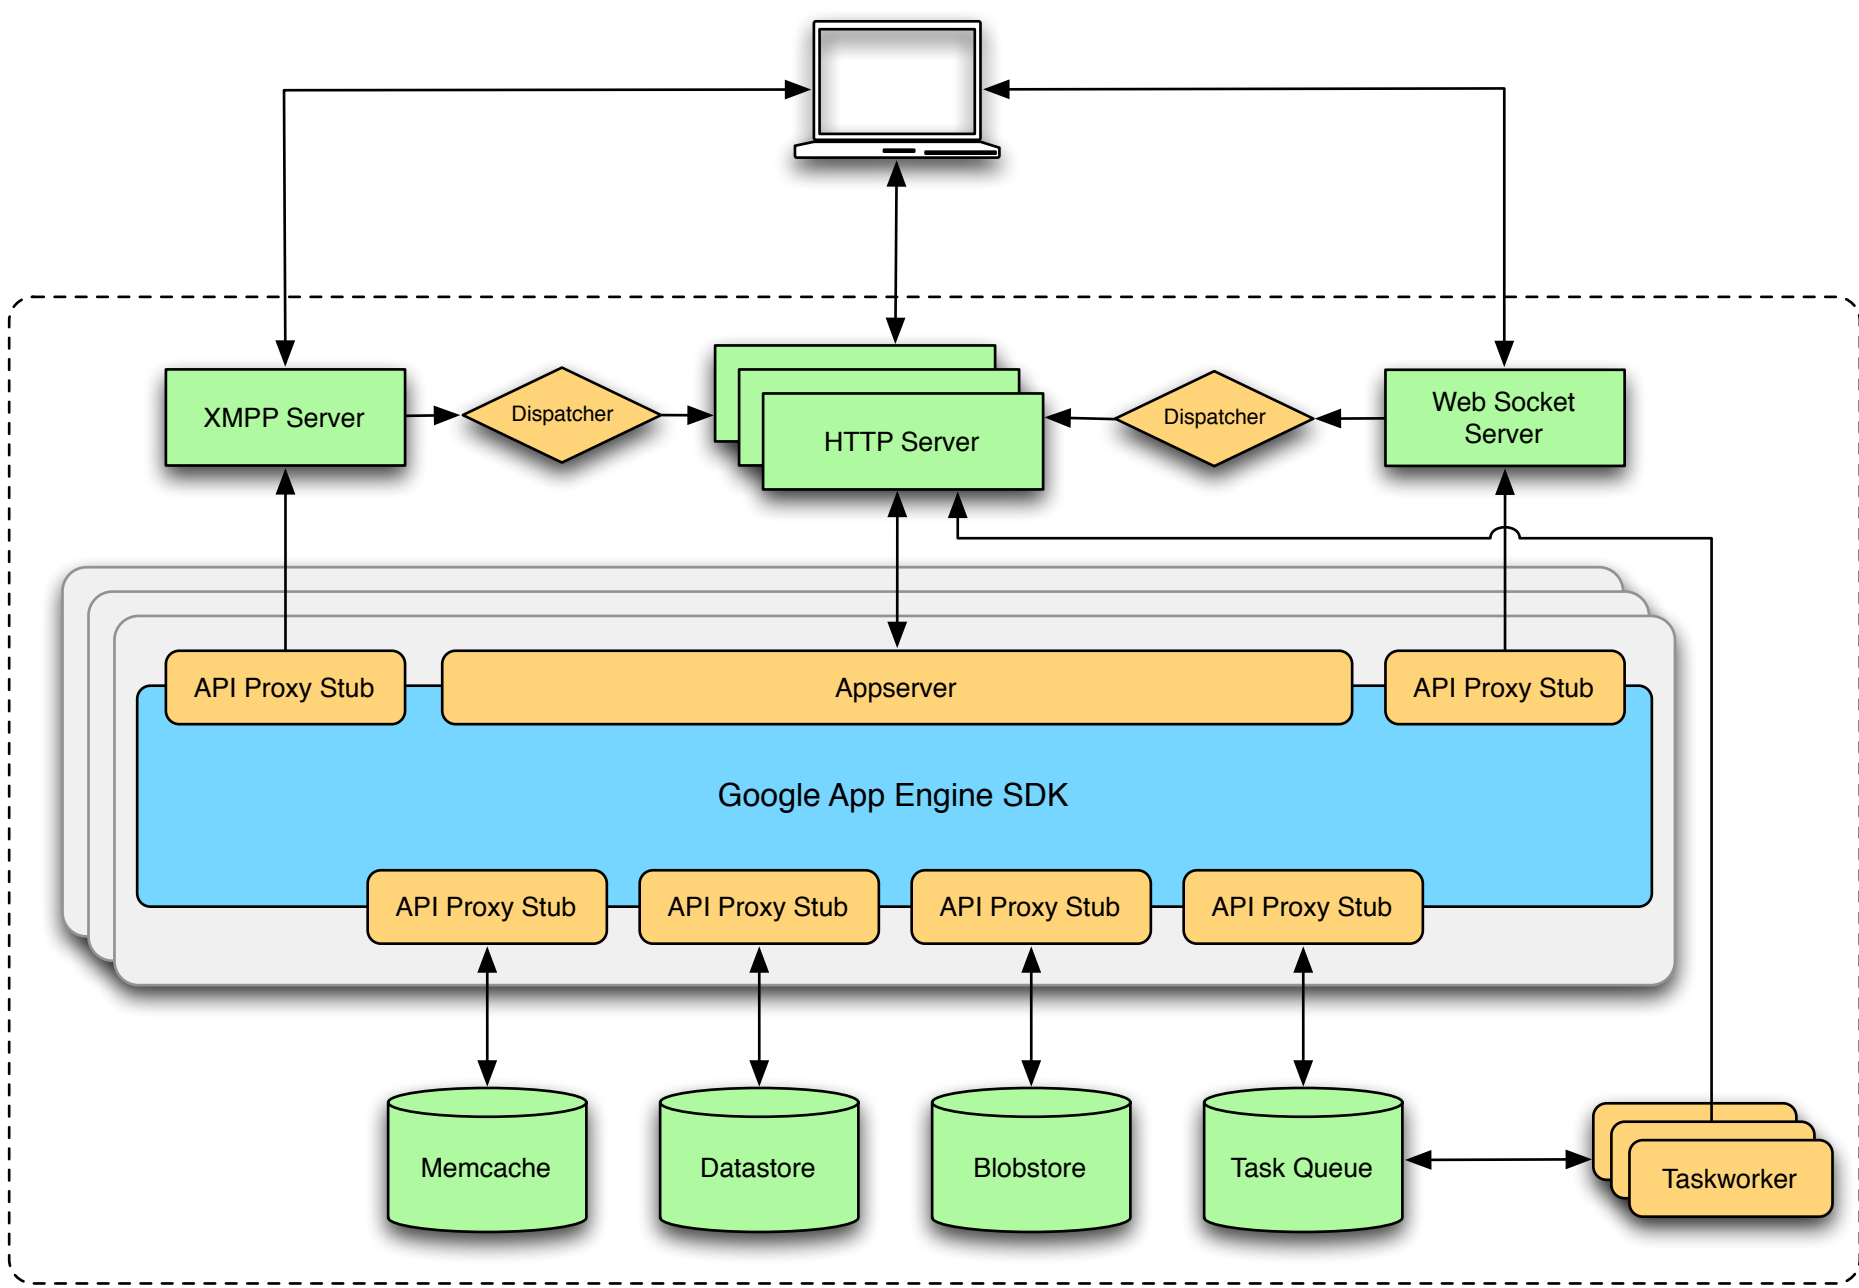 XMPP Server
Dispatcher
HTTP Server
Dispatcher
Web Socket
Server
API Proxy Stub
Appserver
API Proxy Stub
Google App Engine SDK
API Proxy Stub
API Proxy Stub
API Proxy Stub
API Proxy Stub
Memcache
Datastore
Blobstore
Task Queue
Taskworker